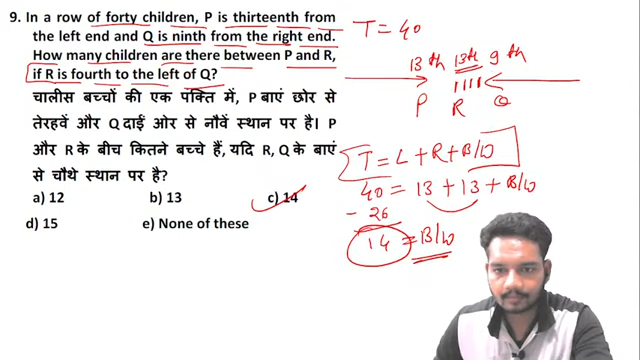 9. In a row of forty children, P is thirteenth from
the left end and Q is ninth from the right end.
How many children are there between P and R,
if R is fourth to the left of Q?
चालीस बच्चों की एक पंक्ति में, P बाएं छोर से
तेरहवें और Q दाईं ओर से नौवें स्थान पर है। P
और R के बीच कितने बच्चे हैं, यदि R, Q के बाएं
से चौथे स्थान पर है?
a) 12 b) 13 c) 14
d) 15 e) None of these
T = 40
13th 13th 9th
P R Q
T = L + R + B/W
40 = 13 + 13 + B/W
- 26
14 = B/W